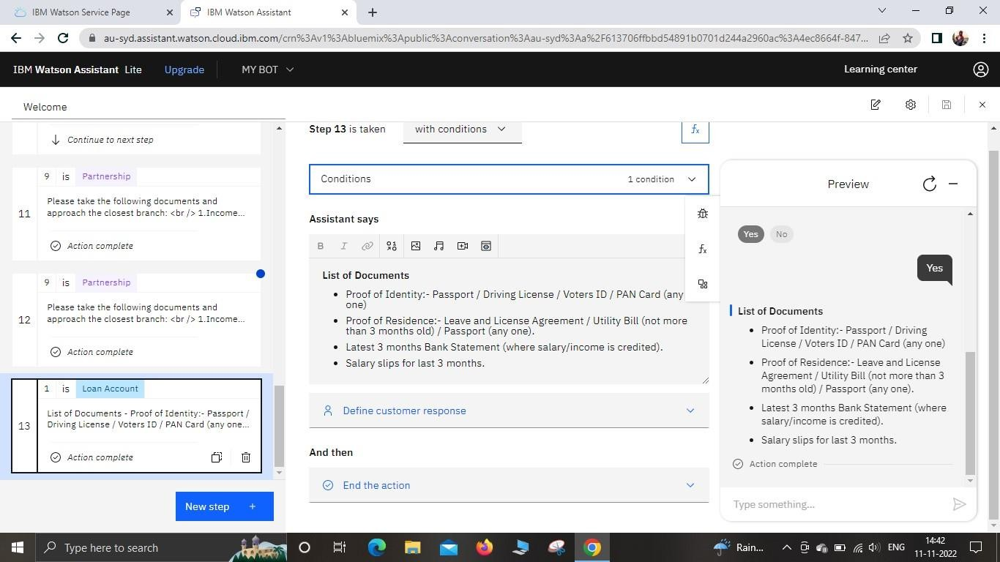 IBM Watson Service Page
IBM Watson Assistant
au-syd.assistant.watson.cloud.ibm.com/crn%3Av1%3Abluemix%3Apublic%3Aconversation%3Aau-syd%3Aa%2F613706ffbbd54891b0701d244a2960ac%3A4ec8664f-847...
IBM Watson Assistant Lite
Upgrade
MY BOT
Learning center
Welcome
Continue to next step
9 is Partnership
11
Please take the following documents and
approach the closest branch: <br /> 1.Income...
Action complete
9 is Partnership
12
Please take the following documents and
approach the closest branch: <br /> 1.Income...
Action complete
1 is Loan Account
13
List of Documents - Proof of Identity:- Passport /
Driving License / Voters ID / PAN Card (any one...
Action complete
New step +
Step 13 is taken
with conditions
fx
Conditions
1 condition
Assistant says
B I
fx
List of Documents
• Proof of Identity:- Passport / Driving License / Voters ID / PAN Card (any
one)
• Proof of Residence:- Leave and License Agreement / Utility Bill (not more
than 3 months old) / Passport (any one).
• Latest 3 months Bank Statement (where salary/income is credited).
• Salary slips for last 3 months.
Define customer response
And then
End the action
Preview
Yes
No
Yes
List of Documents
• Proof of Identity:- Passport / Driving
License / Voters ID / PAN Card (any one)
• Proof of Residence:- Leave and License
Agreement / Utility Bill (not more than 3
months old) / Passport (any one).
• Latest 3 months Bank Statement (where
salary/income is credited).
• Salary slips for last 3 months.
Action complete
Type something...
Type here to search
Rain...
ENG
14:42
11-11-2022